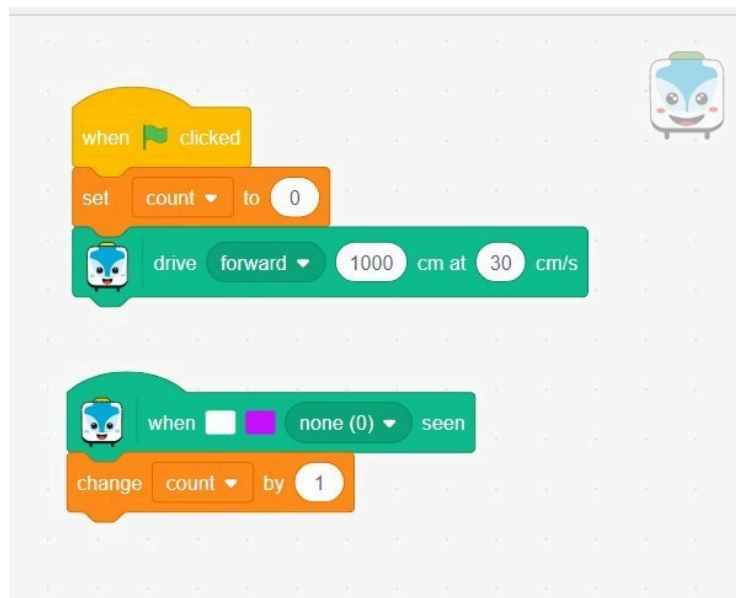 when clicked
set count to 0
drive forward 1000 cm at 30 cm/s
when none (0) seen
change count by 1